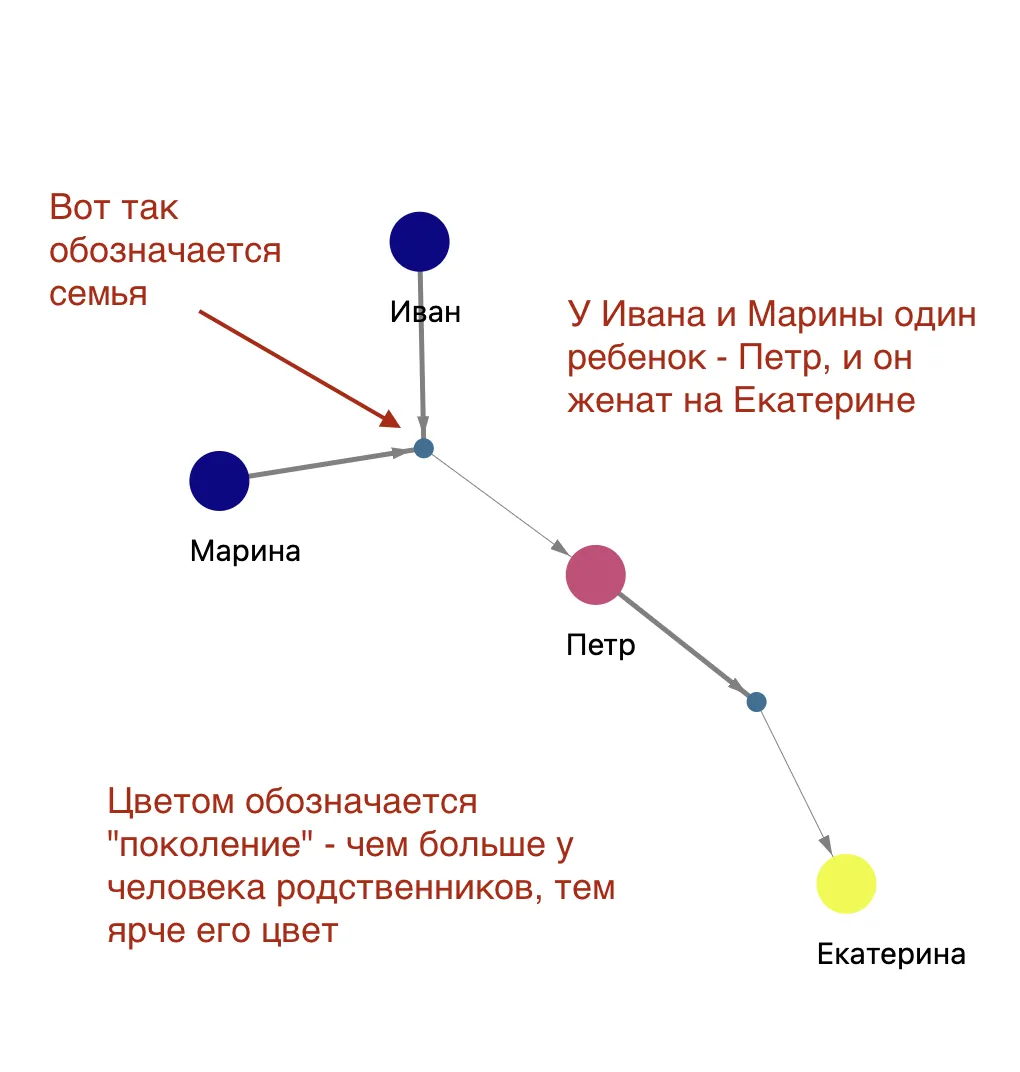 Вот так
обозначается
семья
Иван
У Ивана и Марины один
ребенок - Петр, и он
женат на Екатерине
Марина
Петр
Цветом обозначается
"поколение" - чем больше у
человека родственников, тем
ярче его цвет
Екатерина